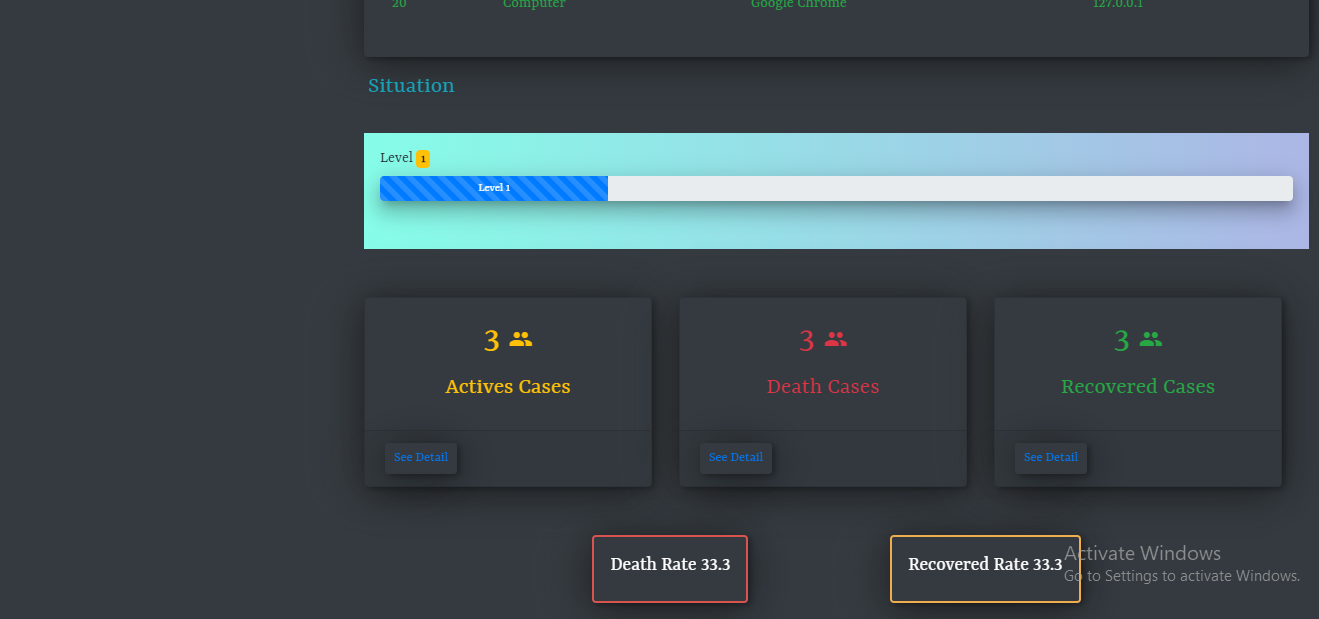 20 Computer Google Chrome 127.0.0.1
Situation
Level 1
Level 1
3 3 3
Actives Cases Death Cases Recovered Cases
See Detail See Detail See Detail
Death Rate 33.3 Recovered Rate 33.3
Activate Windows
Go to Settings to activate Windows.